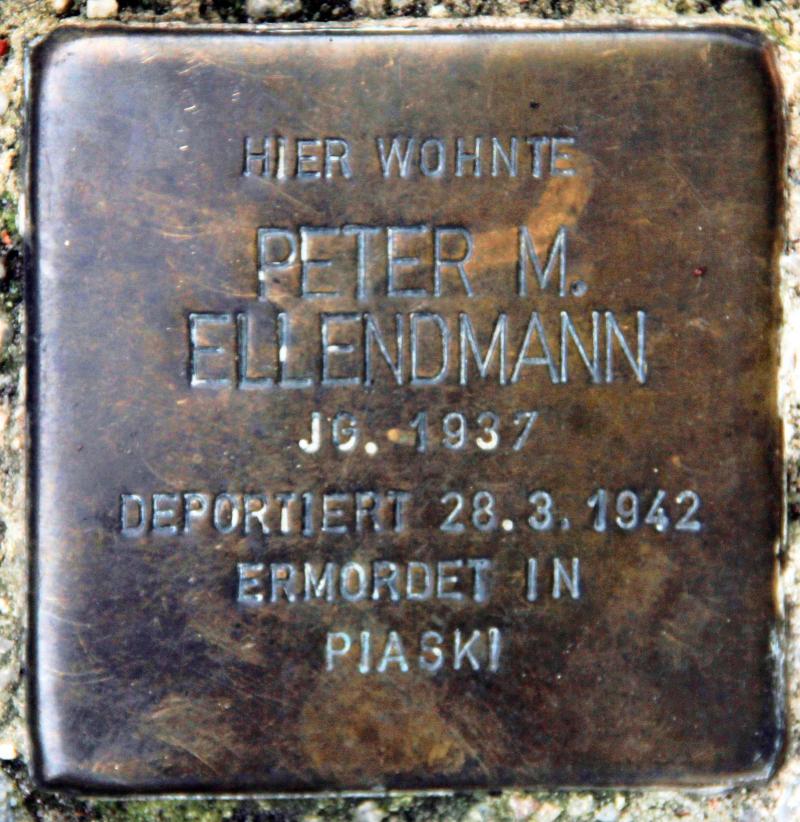 HIER WOHNTE
PETER M.
ELLENDMANN
JG. 1937
DEPORTIERT 28.3.1942
ERMORDET IN
PIASKI